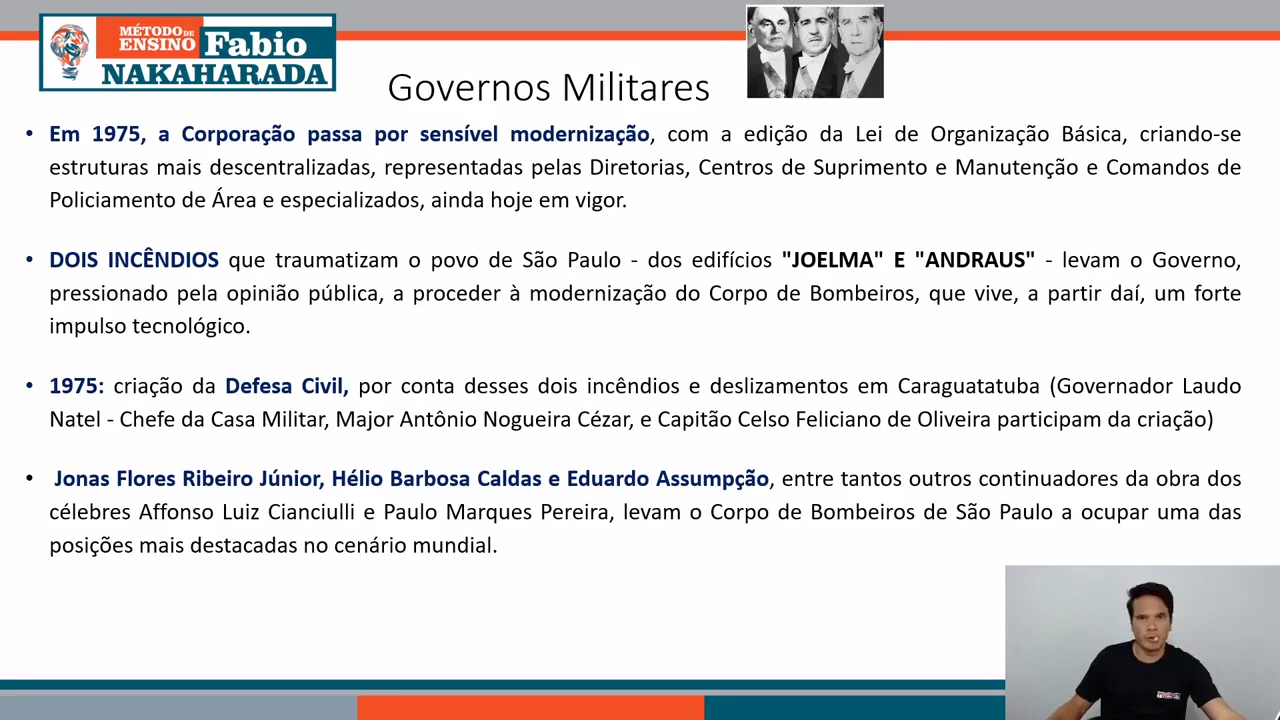 MÉTODO DE
ENSINO Fabio
NAKAHARADA
Governos Militares
• Em 1975, a Corporação passa por sensível modernização, com a edição da Lei de Organização Básica, criando-se
estruturas mais descentralizadas, representadas pelas Diretorias, Centros de Suprimento e Manutenção e Comandos de
Policiamento de Área e especializados, ainda hoje em vigor.
• DOIS INCÊNDIOS que traumatizam o povo de São Paulo - dos edifícios "JOELMA" E "ANDRAUS" - levam o Governo,
pressionado pela opinião pública, a proceder à modernização do Corpo de Bombeiros, que vive, a partir daí, um forte
impulso tecnológico.
• 1975: criação da Defesa Civil, por conta desses dois incêndios e deslizamentos em Caraguatatuba (Governador Laudo
Natel - Chefe da Casa Militar, Major Antônio Nogueira Cézar, e Capitão Celso Feliciano de Oliveira participam da criação)
• Jonas Flores Ribeiro Júnior, Hélio Barbosa Caldas e Eduardo Assumpção, entre tantos outros continuadores da obra dos
célebres Affonso Luiz Cianciulli e Paulo Marques Pereira, levam o Corpo de Bombeiros de São Paulo a ocupar uma das
posições mais destacadas no cenário mundial.